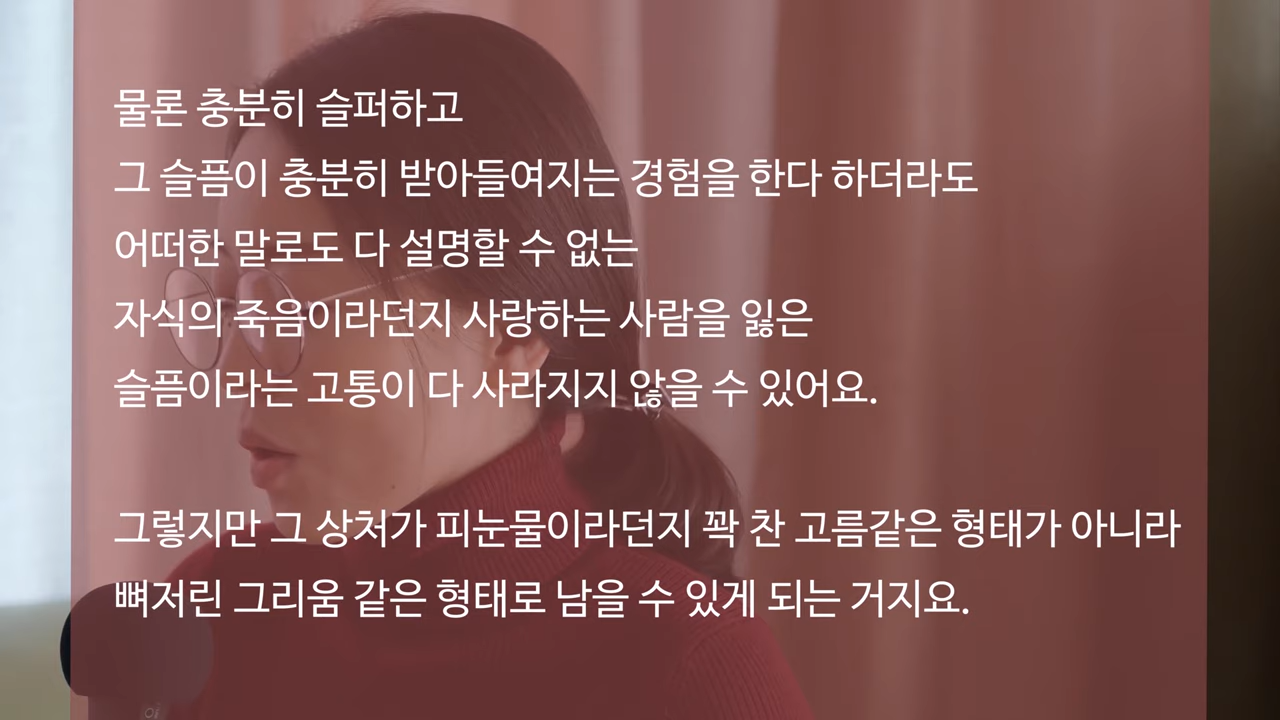 물론 충분히 슬퍼하고
그 슬픔이 충분히 받아들여지는 경험을 한다 하더라도
어떠한 말로도 다 설명할 수 없는
자식의 죽음이라던지 사랑하는 사람을 잃은
슬픔이라는 고통이 다 사라지지 않을 수 있어요.
그렇지만 그 상처가 피눈물이라던지 꽉 찬 고름같은 형태가 아니라
뼈저린 그리움 같은 형태로 남을 수 있게 되는 거지요.